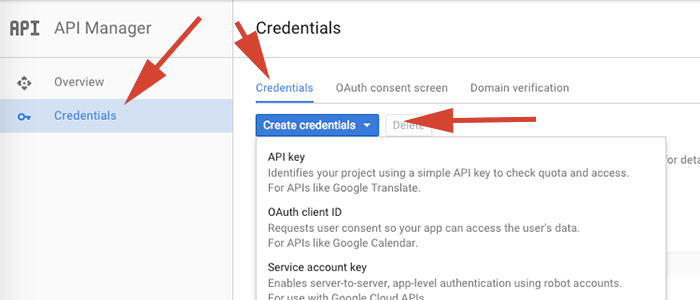 API API Manager
Credentials
Overview
Credentials
Credentials OAuth consent screen Domain verification
Create credentials Delete
API key
Identifies your project using a simple API key to check quota and access.
For APIs like Google Translate.
for deta
OAuth client ID
Requests user consent so your app can access the user's data.
For APIs like Google Calendar.
Service account key
Enables server-to-server, app-level authentication using robot accounts.
For use with Google Cloud APIs.